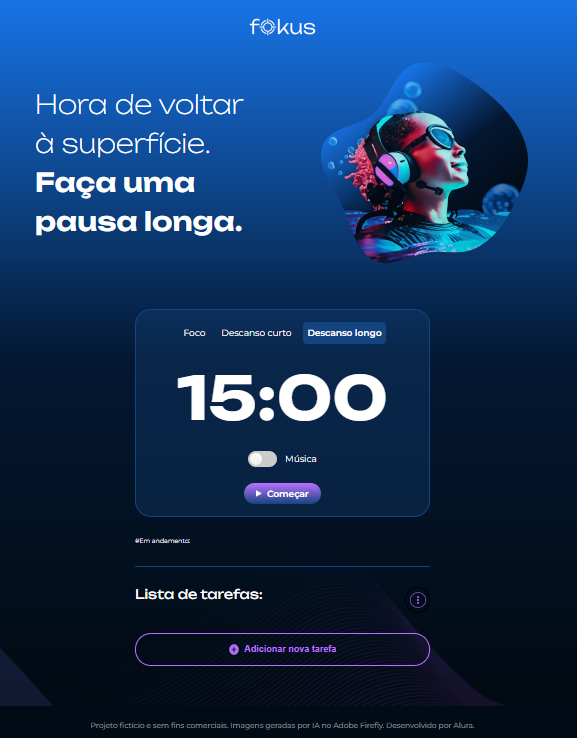 fokus
Hora de voltar
à superfície.
Faça uma
pausa longa.
Foco Descanso curto Descanso longo
15:00
Música
Começar
#Em andamento:
Lista de tarefas:
Adicionar nova tarefa
Projeto fictício e sem fins comerciais. Imagens geradas por IA no Adobe Firefly. Desenvolvido por Alura.